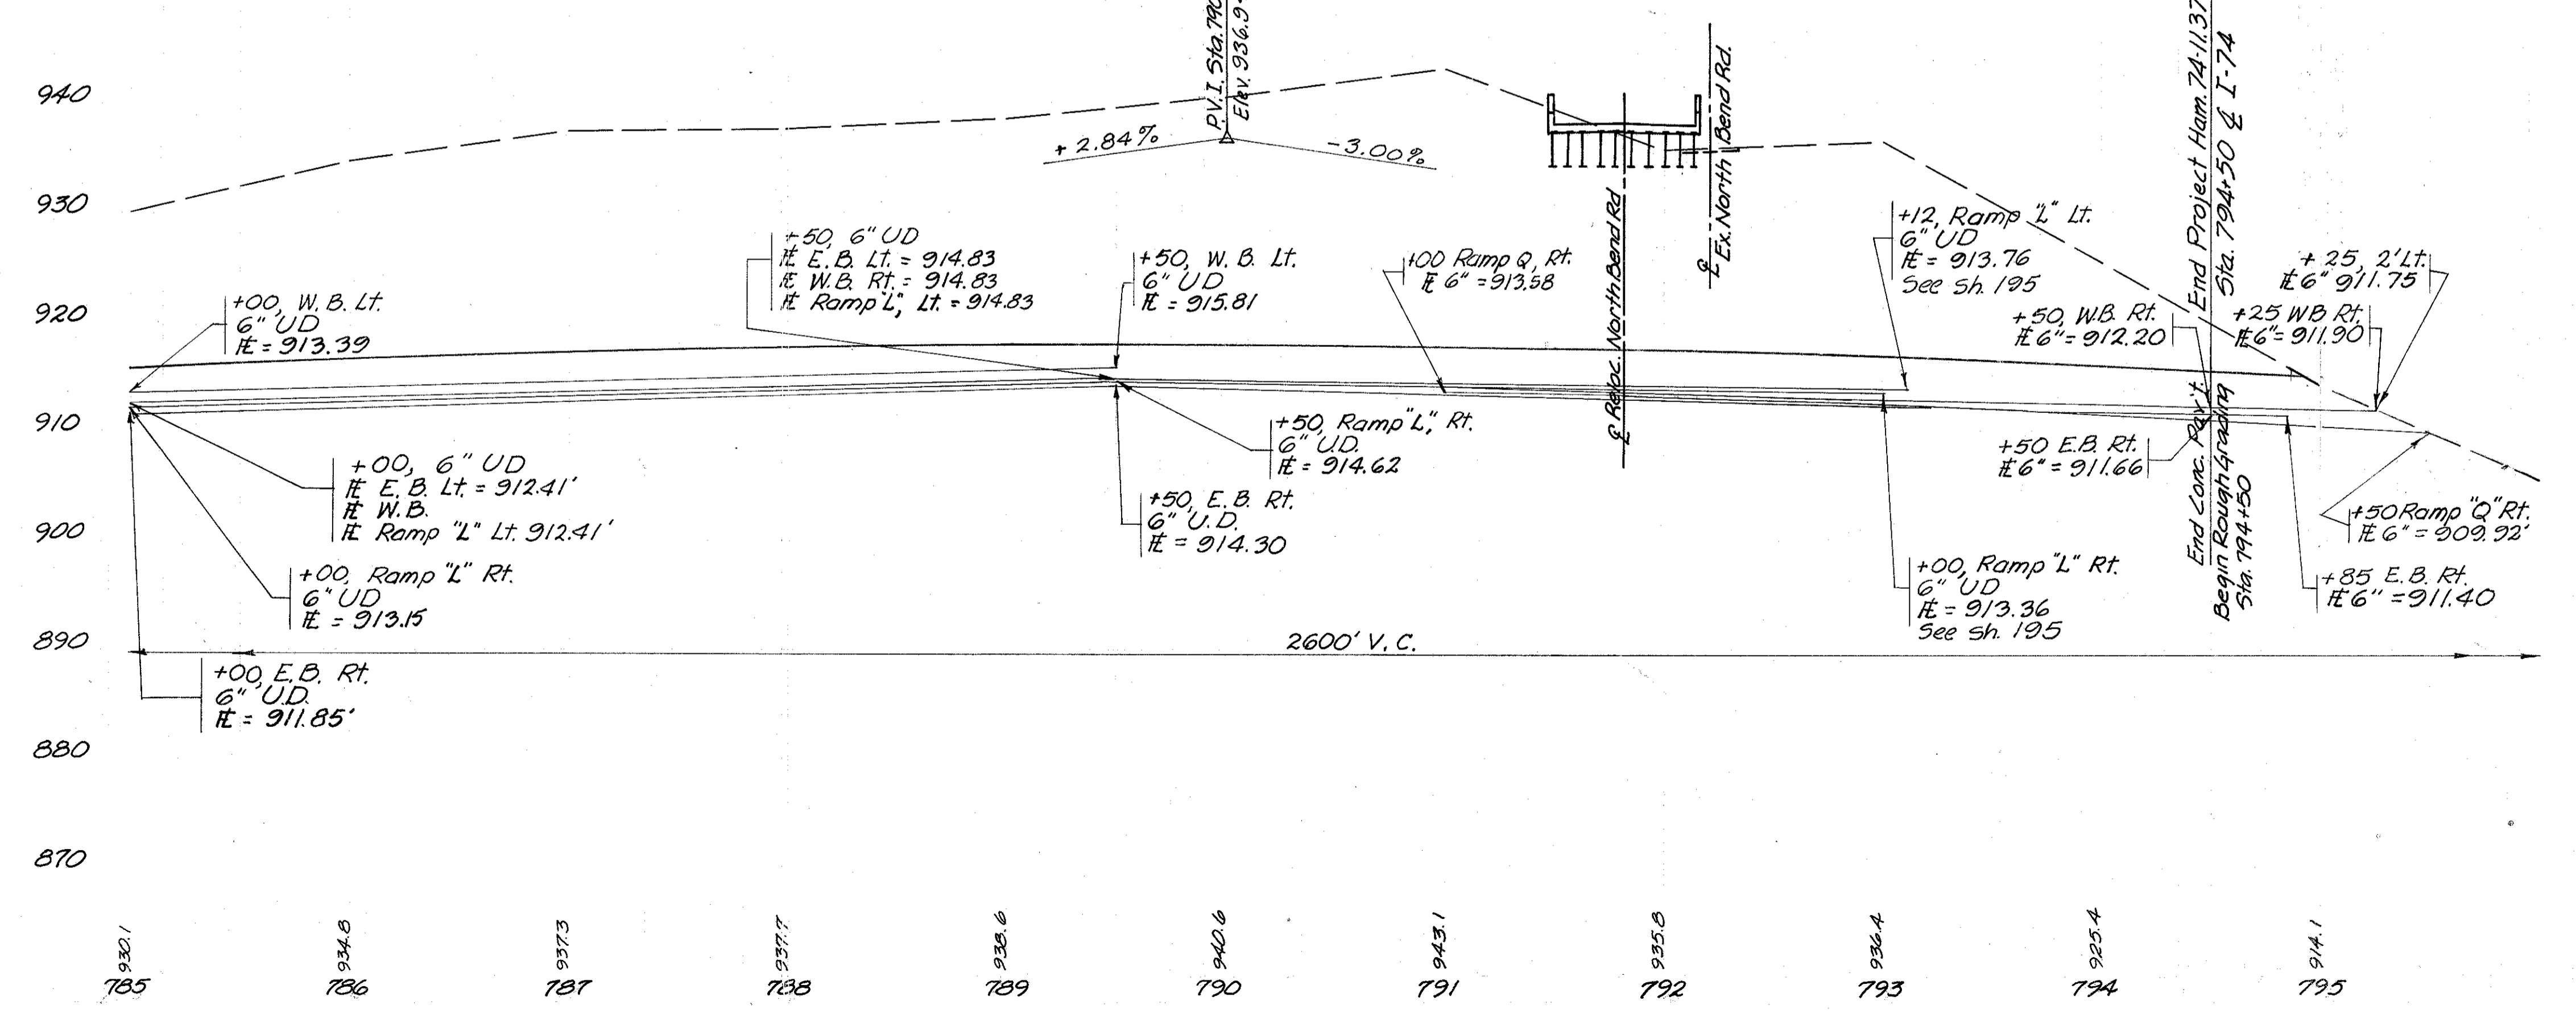 940
930
920
910
900
890
880
870
P.V.I. Sta. 790
Elev. 936.9
+2.84%
-3.00%
Ex. North Bend Rd.
℄ Reloc. North Bend Rd
End Project Ham. 74-11.37
Sta. 794+50 ℄ I-74
End Conc. Pav't.
Begin Rough Grading
Sta. 794+50
+00, W.B. Lt.
6" UD
℄ = 913.39
+50, 6" UD
℄ E.B. Lt. = 914.83
℄ W.B. Rt. = 914.83
℄ Ramp "L", Lt. = 914.83
+50, W.B. Lt.
6" UD
℄ = 915.81
+00 Ramp Q, Rt.
℄ 6" = 913.58
+12, Ramp "L" Lt.
6" UD
℄ = 913.76
See sh. 195
+50, W.B. Rt.
℄ 6" = 912.20
+25, 2' Lt.
℄ 6" 911.75
+25 WB Rt.
℄ 6" = 911.90
+00, 6" UD
℄ E.B. Lt. = 912.41'
℄ W.B.
℄ Ramp "L" Lt. 912.41'
+00, Ramp "L" Rt.
6" UD
℄ = 913.15
+00, E.B. Rt.
6" U.D.
℄ = 911.85'
+50, Ramp "L", Rt.
6" U.D.
℄ = 914.62
+50, E.B. Rt.
6" U.D.
℄ = 914.30
+50 E.B. Rt.
℄ 6" = 911.66
+00, Ramp "L" Rt.
6" UD
℄ = 913.36
See sh. 195
+50 Ramp "Q" Rt.
℄ 6" = 909.92'
+85 E.B. Rt.
℄ 6" = 911.40
2600' V.C.
930.1 934.8 937.3 937.7 938.6 940.6 943.1 935.8 936.4 925.4 914.1
785 786 787 788 789 790 791 792 793 794 795